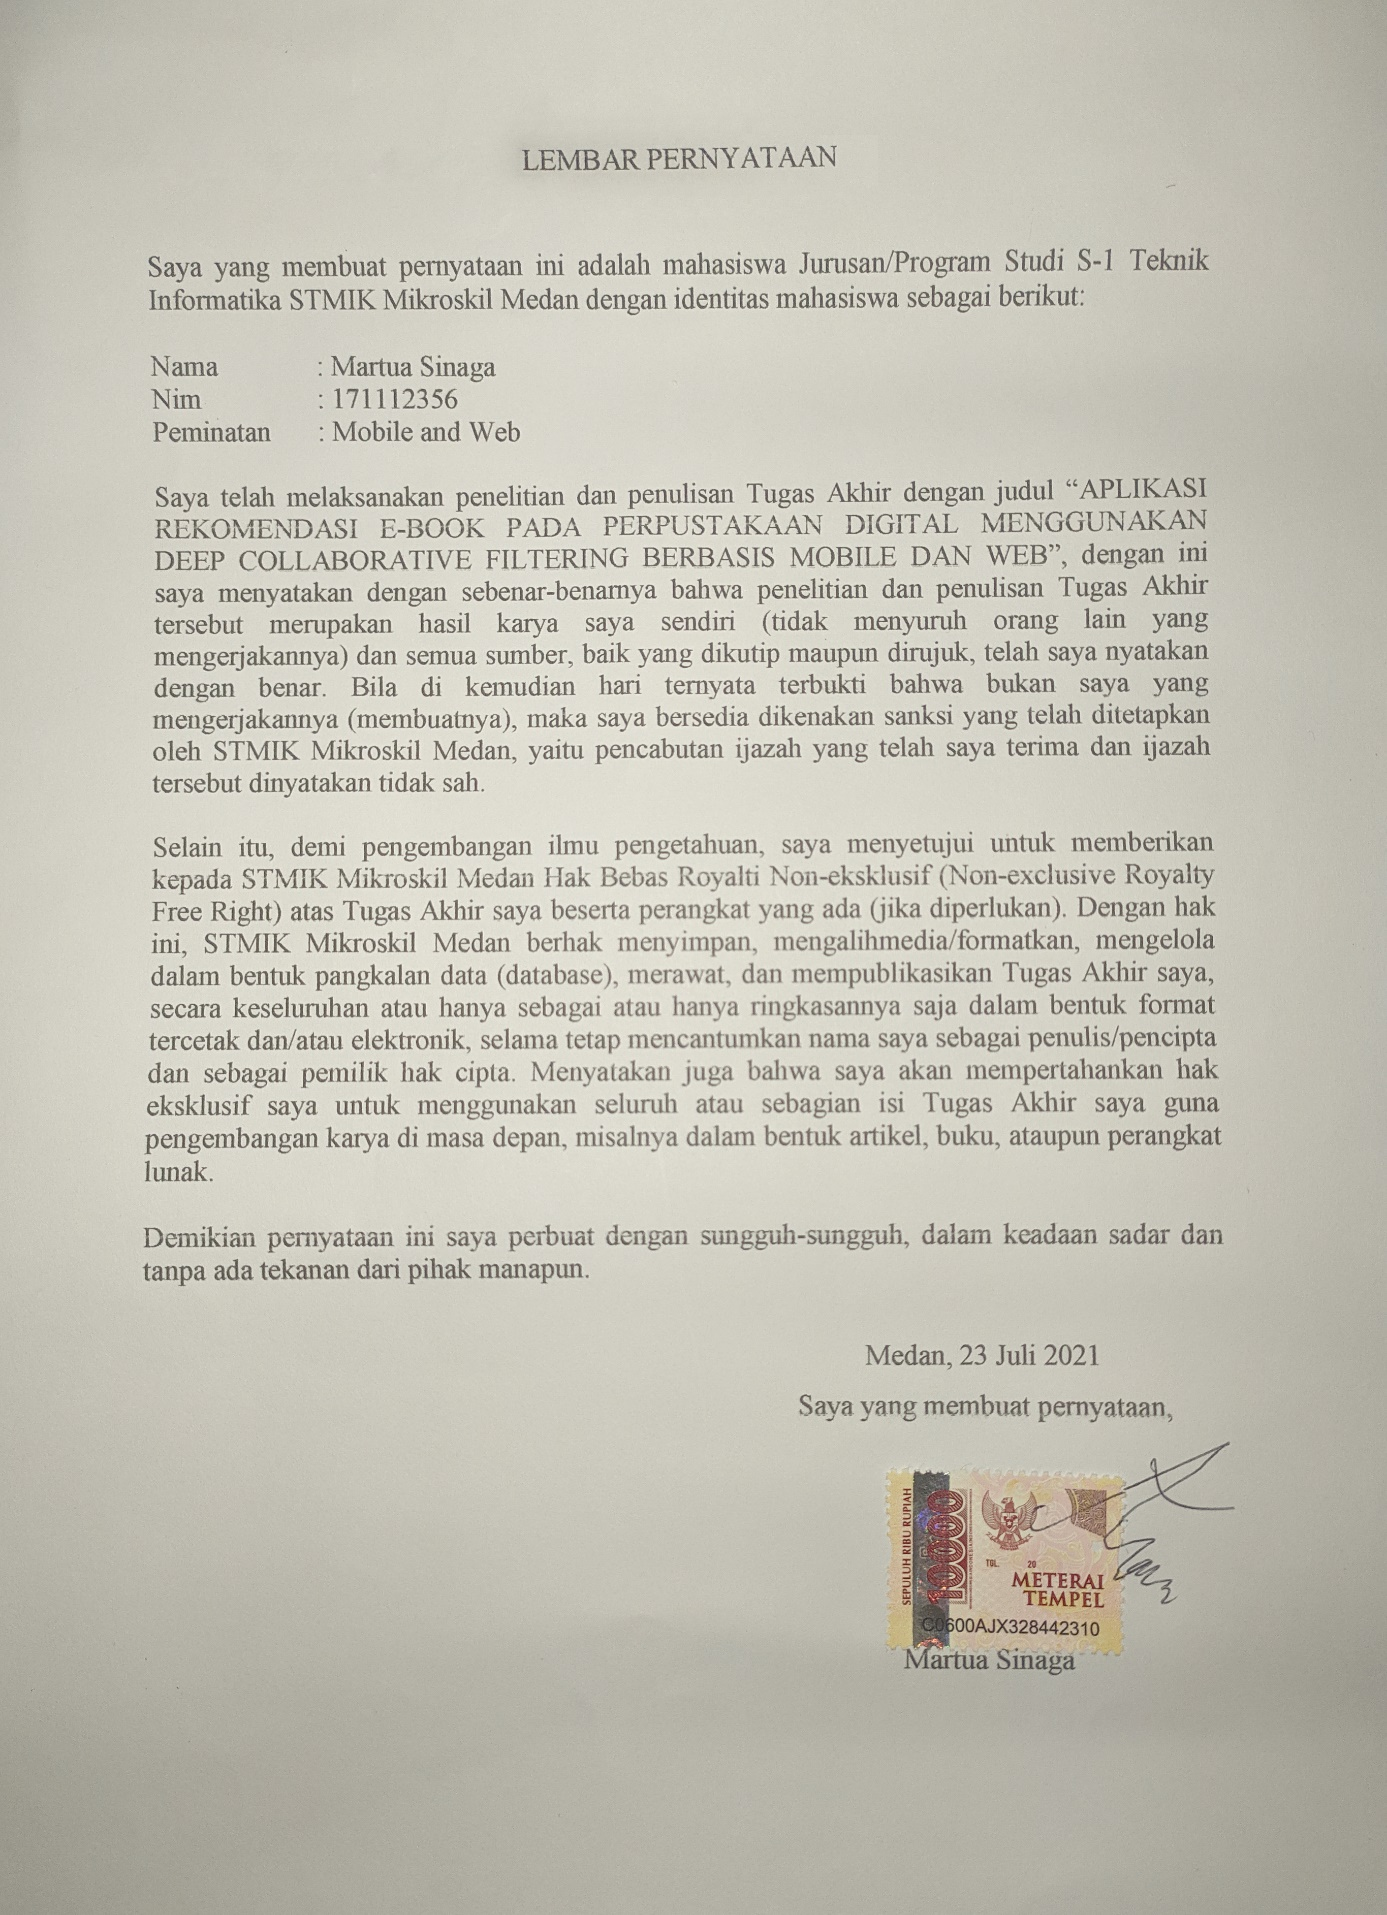 LEMBAR PERNYATAAN
Saya yang membuat pernyataan ini adalah mahasiswa Jurusan/Program Studi S-1 Teknik
Informatika STMIK Mikroskil Medan dengan identitas mahasiswa sebagai berikut:
Nama : Martua Sinaga
Nim : 171112356
Peminatan : Mobile and Web
Saya telah melaksanakan penelitian dan penulisan Tugas Akhir dengan judul “APLIKASI
REKOMENDASI E-BOOK PADA PERPUSTAKAAN DIGITAL MENGGUNAKAN
DEEP COLLABORATIVE FILTERING BERBASIS MOBILE DAN WEB”, dengan ini
saya menyatakan dengan sebenar-benarnya bahwa penelitian dan penulisan Tugas Akhir
tersebut merupakan hasil karya saya sendiri (tidak menyuruh orang lain yang
mengerjakannya) dan semua sumber, baik yang dikutip maupun dirujuk, telah saya nyatakan
dengan benar. Bila di kemudian hari ternyata terbukti bahwa bukan saya yang
mengerjakannya (membuatnya), maka saya bersedia dikenakan sanksi yang telah ditetapkan
oleh STMIK Mikroskil Medan, yaitu pencabutan ijazah yang telah saya terima dan ijazah
tersebut dinyatakan tidak sah.
Selain itu, demi pengembangan ilmu pengetahuan, saya menyetujui untuk memberikan
kepada STMIK Mikroskil Medan Hak Bebas Royalti Non-eksklusif (Non-exclusive Royalty
Free Right) atas Tugas Akhir saya beserta perangkat yang ada (jika diperlukan). Dengan hak
ini, STMIK Mikroskil Medan berhak menyimpan, mengalihmedia/formatkan, mengelola
dalam bentuk pangkalan data (database), merawat, dan mempublikasikan Tugas Akhir saya,
secara keseluruhan atau hanya sebagai atau hanya ringkasannya saja dalam bentuk format
tercetak dan/atau elektronik, selama tetap mencantumkan nama saya sebagai penulis/pencipta
dan sebagai pemilik hak cipta. Menyatakan juga bahwa saya akan mempertahankan hak
eksklusif saya untuk menggunakan seluruh atau sebagian isi Tugas Akhir saya guna
pengembangan karya di masa depan, misalnya dalam bentuk artikel, buku, ataupun perangkat
lunak.
Demikian pernyataan ini saya perbuat dengan sungguh-sungguh, dalam keadaan sadar dan
tanpa ada tekanan dari pihak manapun.
Medan, 23 Juli 2021
Saya yang membuat pernyataan,
SEPULUH RIBU RUPIAH
10000
TGL. 20
METERAI
TEMPEL
C0600AJX328442310
Martua Sinaga